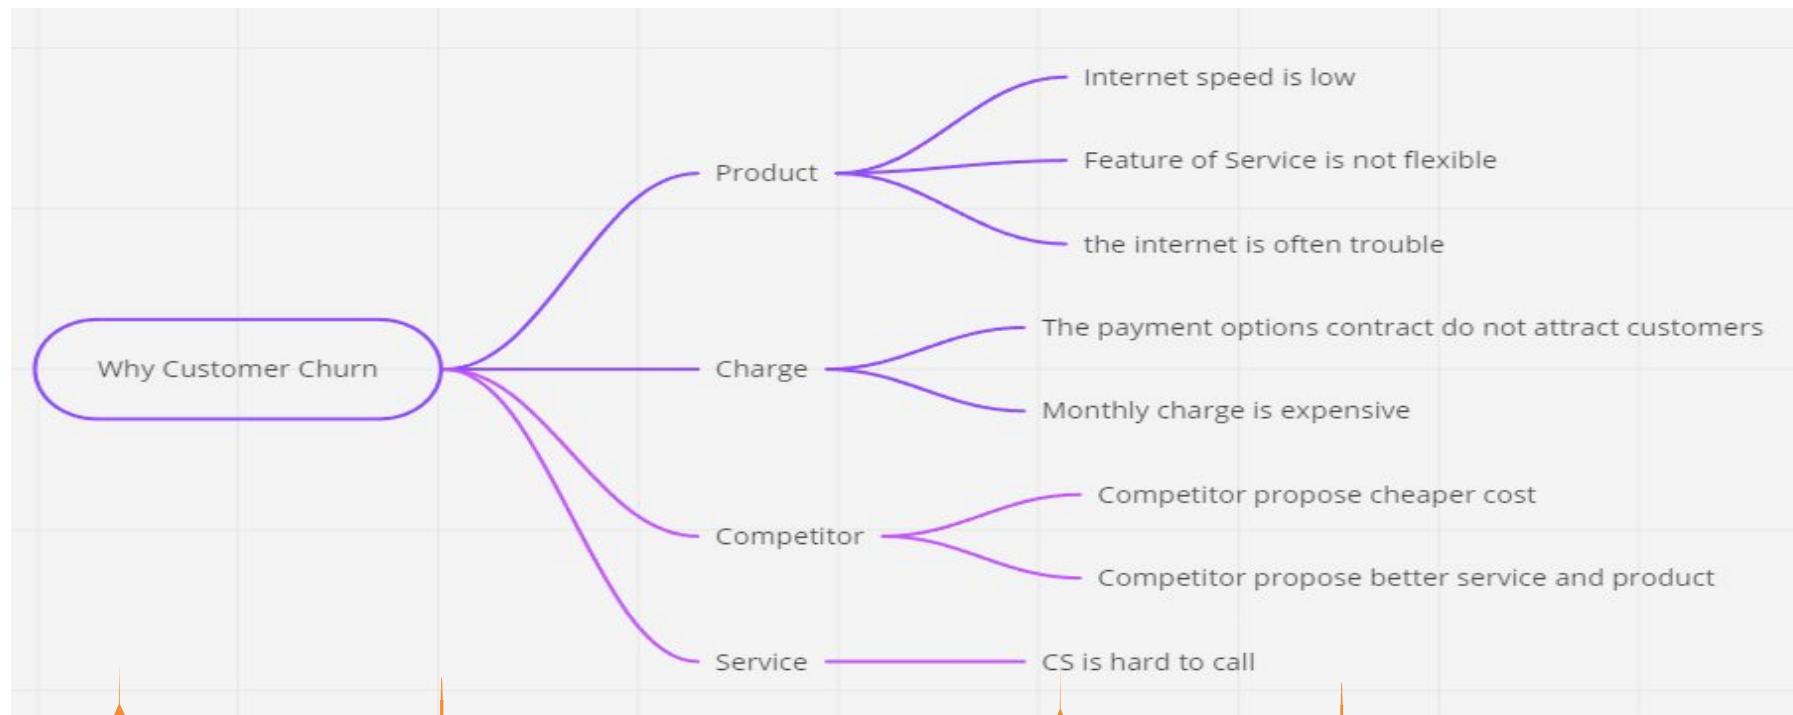 Why Customer Churn
Product
Internet speed is low
Feature of Service is not flexible
the internet is often trouble
Charge
The payment options contract do not attract customers
Monthly charge is expensive
Competitor
Competitor propose cheaper cost
Competitor propose better service and product
Service
CS is hard to call